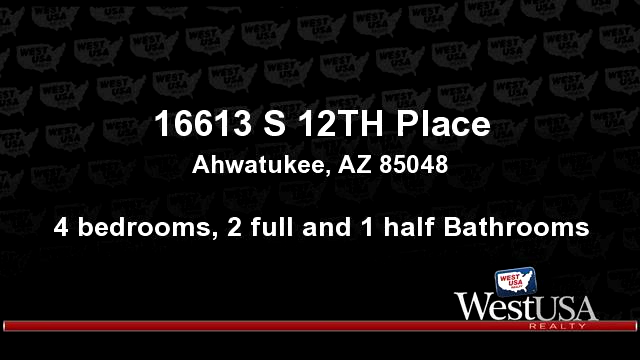 16613 S 12TH Place
Ahwatukee, AZ 85048
4 bedrooms, 2 full and 1 half Bathrooms
WEST
USA
WestUSA
REALTY